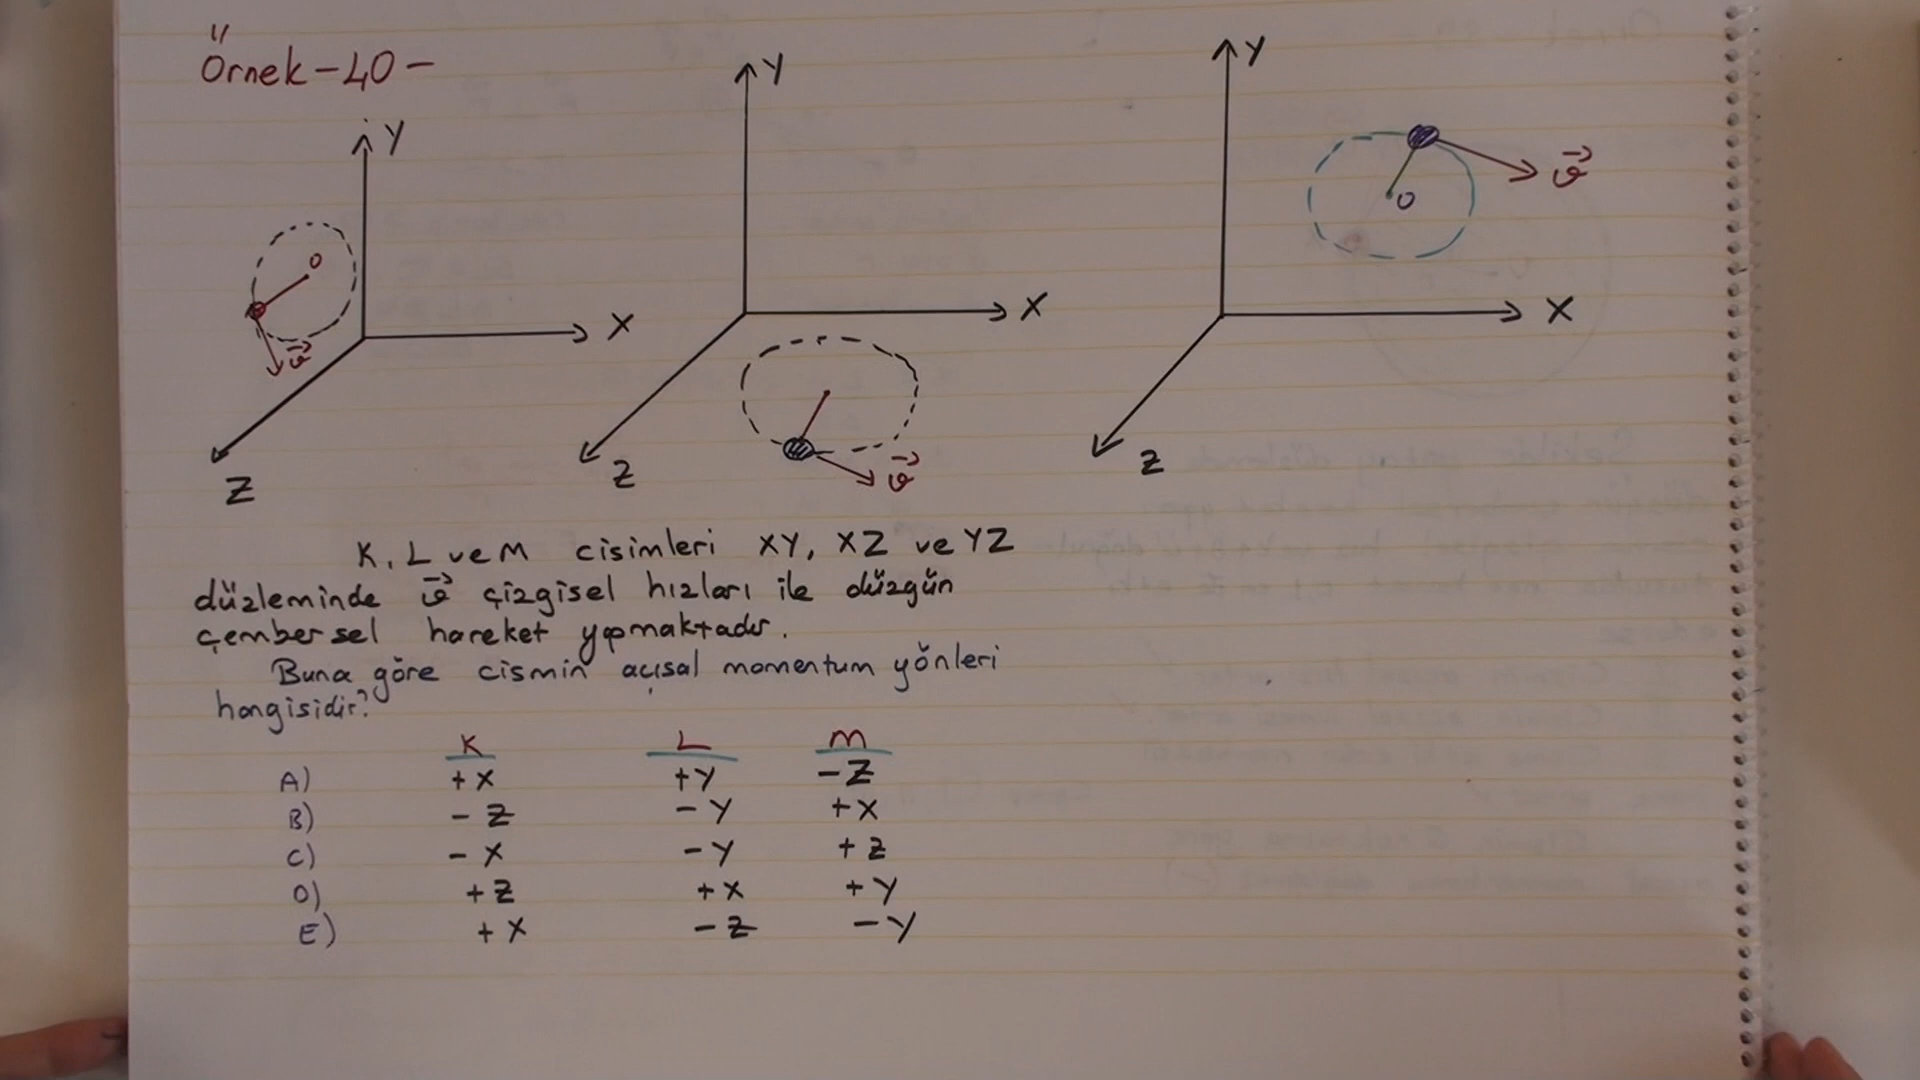 Örnek-40-
Y
X
Z
O
v
Y
X
Z
v
Y
X
Z
O
v
K, L ve M cisimleri XY, XZ ve YZ
düzleminde v çizgisel hızları ile düzgün
çembersel hareket yapmaktadır.
Buna göre cismin açısal momentum yönleri
hangisidir?
K L M
A) +X +Y -Z
B) -Z -Y +X
C) -X -Y +Z
D) +Z +X +Y
E) +X -Z -Y